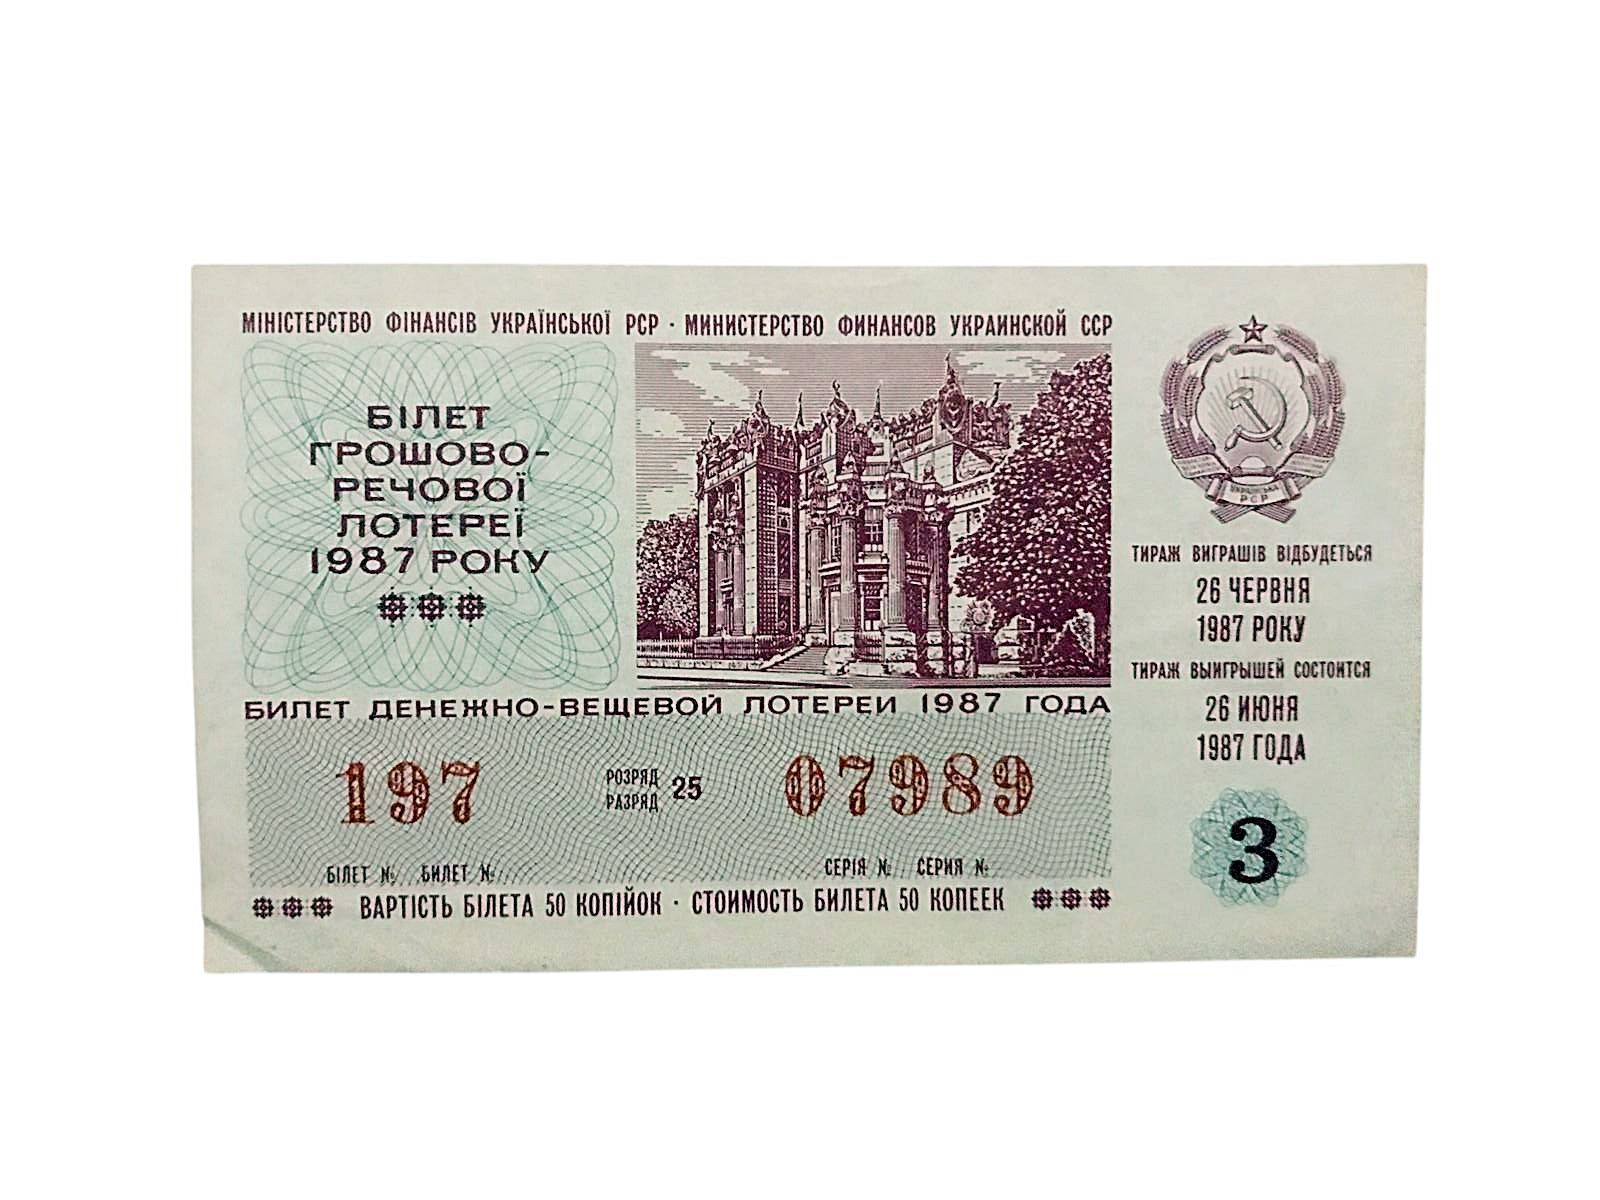 МІНІСТЕРСТВО ФІНАНСІВ УКРАЇНСЬКОЇ РСР · МИНИСТЕРСТВО ФИНАНСОВ УКРАИНСКОЙ ССР
БІЛЕТ
ГРОШОВО-
РЕЧОВОЇ
ЛОТЕРЕЇ
1987 РОКУ
БИЛЕТ ДЕНЕЖНО-ВЕЩЕВОЙ ЛОТЕРЕИ 1987 ГОДА
197
РОЗРЯД
РАЗРЯД
25
07989
БІЛЕТ № БИЛЕТ №
СЕРІЯ № СЕРИЯ №
ВАРТІСТЬ БІЛЕТА 50 КОПІЙОК · СТОИМОСТЬ БИЛЕТА 50 КОПЕЕК
УКРАЇНСЬКА
РСР
ТИРАЖ ВИГРАШІВ ВІДБУДЕТЬСЯ
26 ЧЕРВНЯ
1987 РОКУ
ТИРАЖ ВЫИГРЫШЕЙ СОСТОИТСЯ
26 ИЮНЯ
1987 ГОДА
3